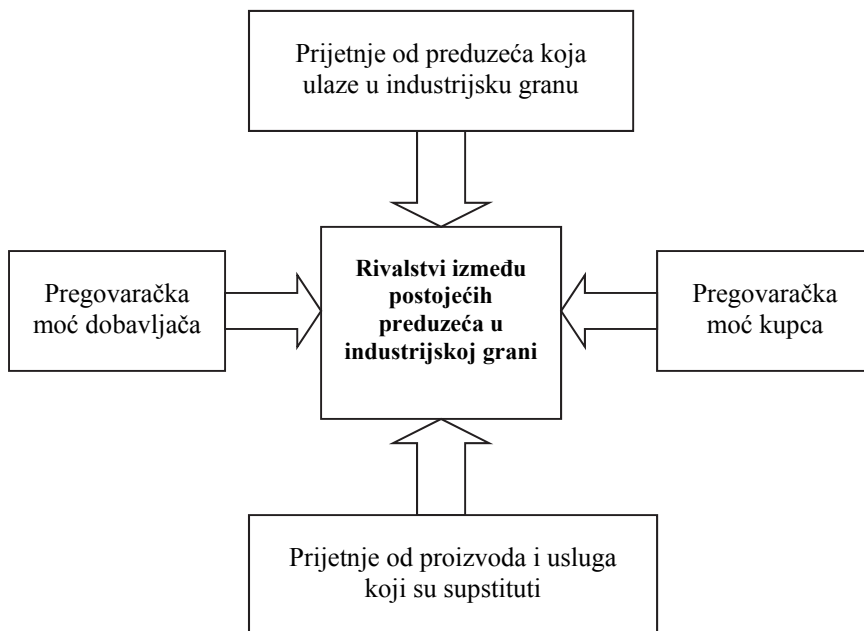 Prijetnje od preduzeća koja
ulaze u industrijsku granu
Pregovaračka
moć dobavljača
Rivalstvi između
postojećih
preduzeća u
industrijskoj grani
Pregovaračka
moć kupca
Prijetnje od proizvoda i usluga
koji su supstituti